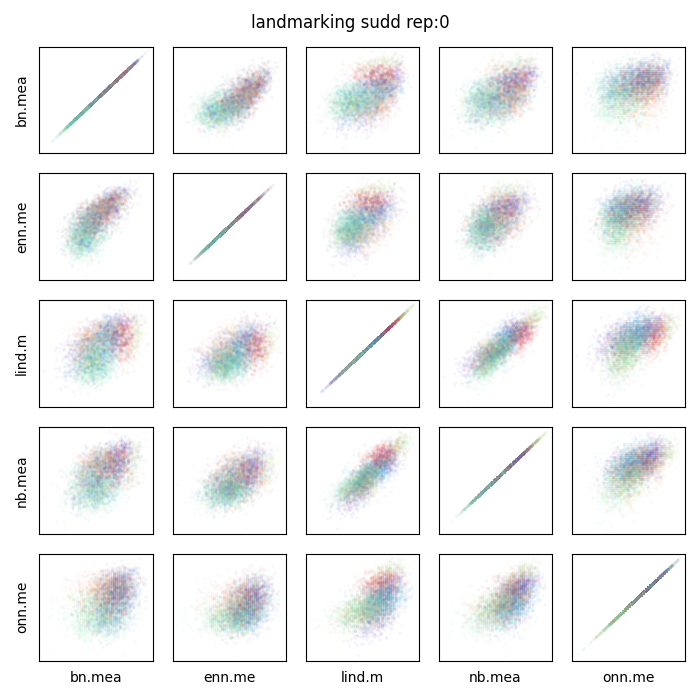 landmarking sudd rep:0
bn.mea
enn.me
lind.m
nb.mea
onn.me
bn.mea enn.me lind.m nb.mea onn.me